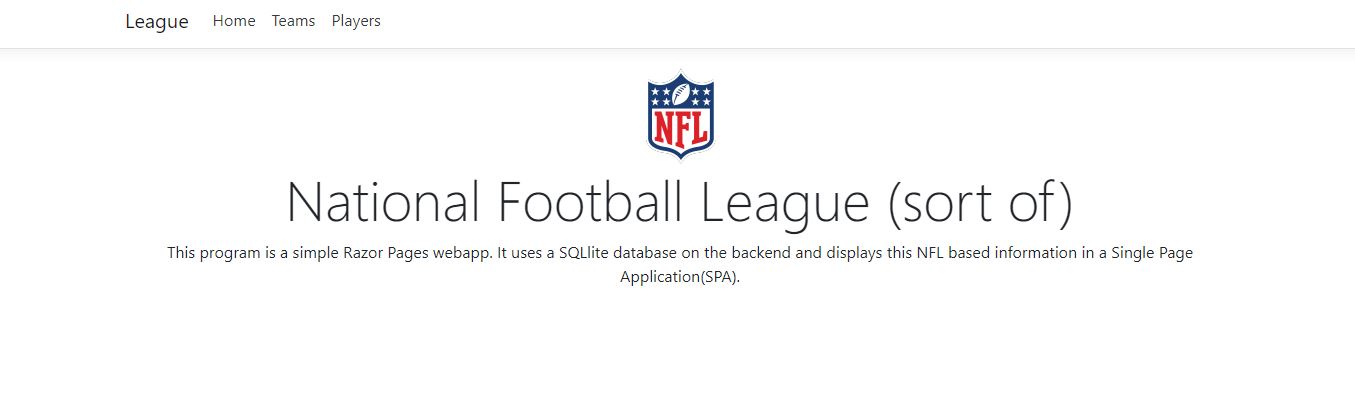 League Home Teams Players
NFL
National Football League (sort of)
This program is a simple Razor Pages webapp. It uses a SQLlite database on the backend and displays this NFL based information in a Single Page
Application(SPA).